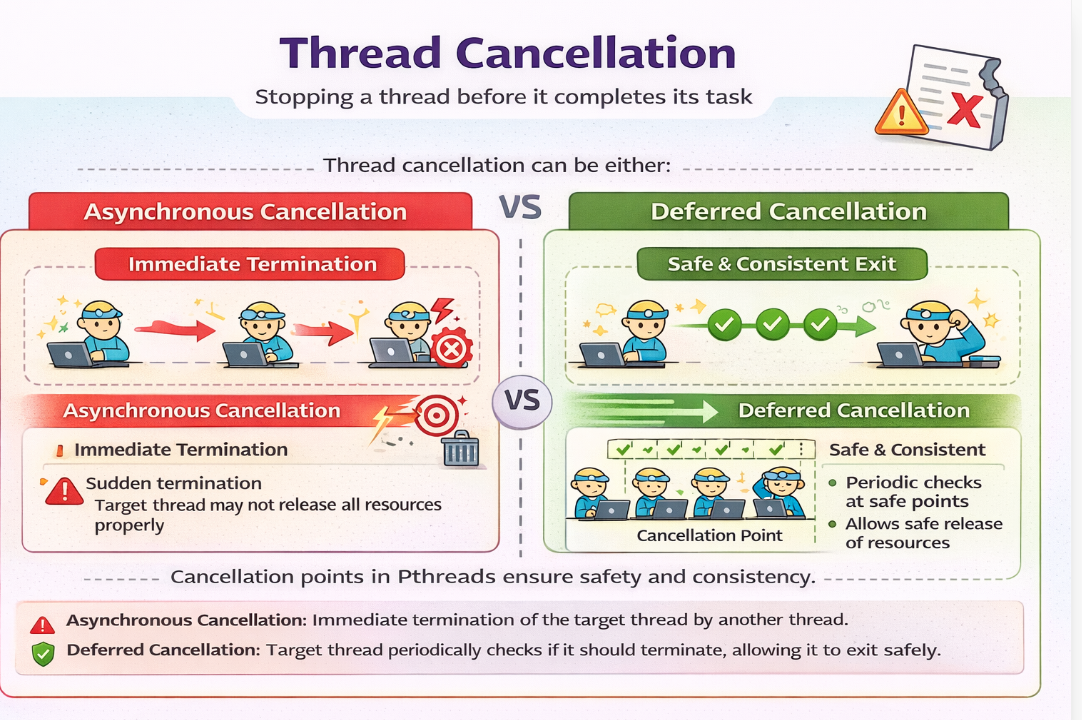 Thread Cancellation
Stopping a thread before it completes its task
Thread cancellation can be either:
Asynchronous Cancellation
Immediate Termination
VS
Deferred Cancellation
Safe & Consistent Exit
VS
Asynchronous Cancellation
Immediate Termination
Sudden termination
Target thread may not release all resources
properly
Deferred Cancellation
Cancellation Point
Safe & Consistent
• Periodic checks
at safe points
• Allows safe release
of resources
Cancellation points in Pthreads ensure safety and consistency.
Asynchronous Cancellation: Immediate termination of the target thread by another thread.
Deferred Cancellation: Target thread periodically checks if it should terminate, allowing it to exit safely.